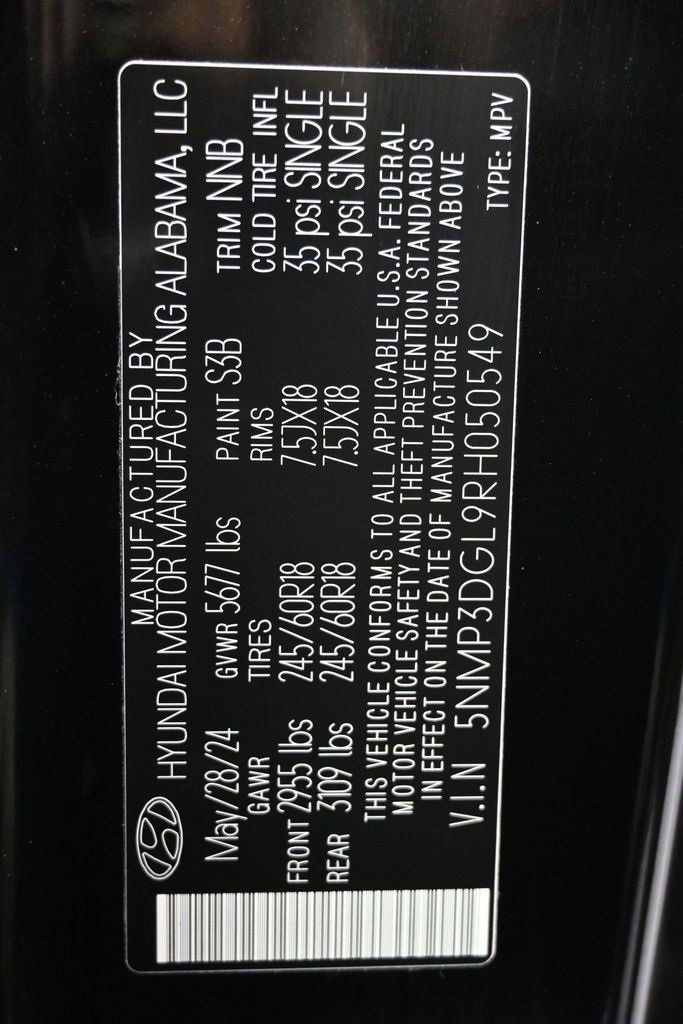 MANUFACTURED BY
HYUNDAI MOTOR MANUFACTURING ALABAMA, LLC
May/28/24 GVWR 5677 lbs PAINT S3B TRIM NNB
GAWR TIRES RIMS COLD TIRE INFL
FRONT 2955 lbs 245/60R18 7.5JX18 35 psi SINGLE
REAR 3109 lbs 245/60R18 7.5JX18 35 psi SINGLE
THIS VEHICLE CONFORMS TO ALL APPLICABLE U.S.A. FEDERAL
MOTOR VEHICLE SAFETY AND THEFT PREVENTION STANDARDS
IN EFFECT ON THE DATE OF MANUFACTURE SHOWN ABOVE
V.I.N 5NMP3DGL9RH050549
TYPE: MPV